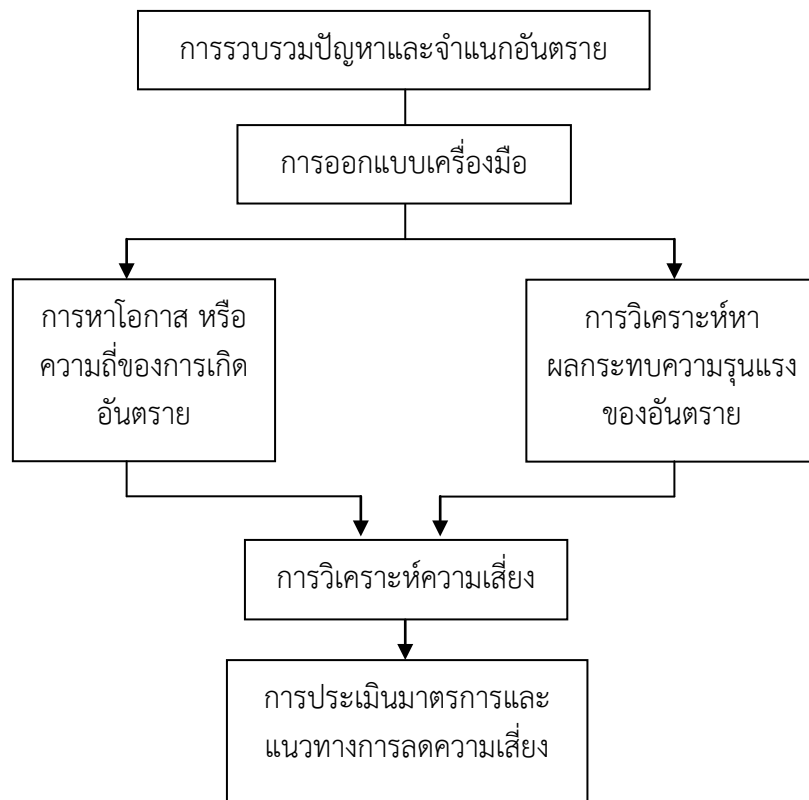 การรวบรวมปัญหาและจำแนกอันตราย
การออกแบบเครื่องมือ
การหาโอกาส หรือ
ความถี่ของการเกิด
อันตราย
การวิเคราะห์หา
ผลกระทบความรุนแรง
ของอันตราย
การวิเคราะห์ความเสี่ยง
การประเมินมาตรการและ
แนวทางการลดความเสี่ยง